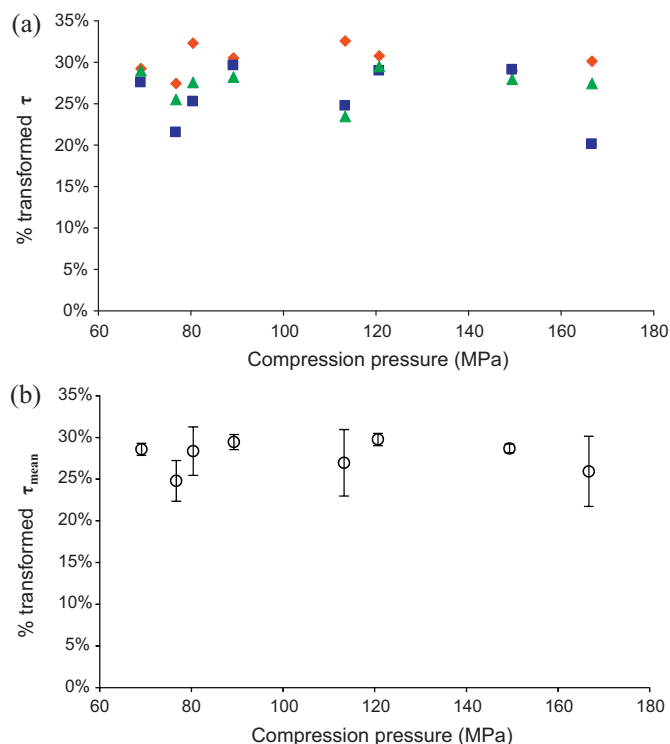 (a)
% transformed τ
35%
30%
25%
20%
15%
10%
5%
0%
60 80 100 120 140 160 180
Compression pressure (MPa)
(b)
% transformed τmean
35%
30%
25%
20%
15%
10%
5%
0%
60 80 100 120 140 160 180
Compression pressure (MPa)